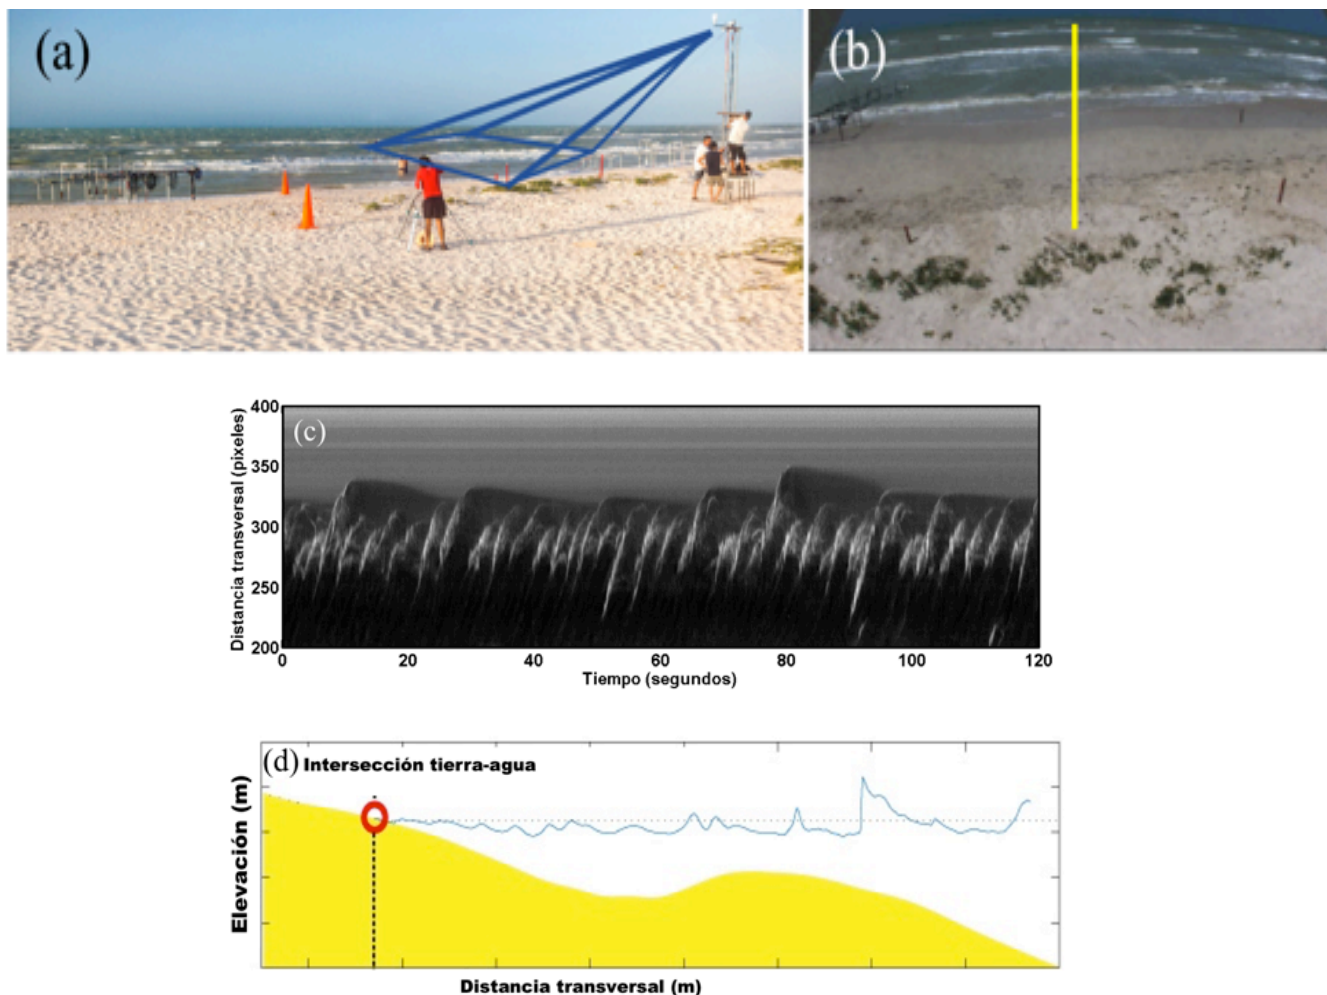 (a)
(b)
(c)
Distancia transversal (pixeles)
400
350
300
250
200
0 20 40 60 80 100 120
Tiempo (segundos)
(d) Intersección tierra-agua
Elevación (m)
Distancia transversal (m)